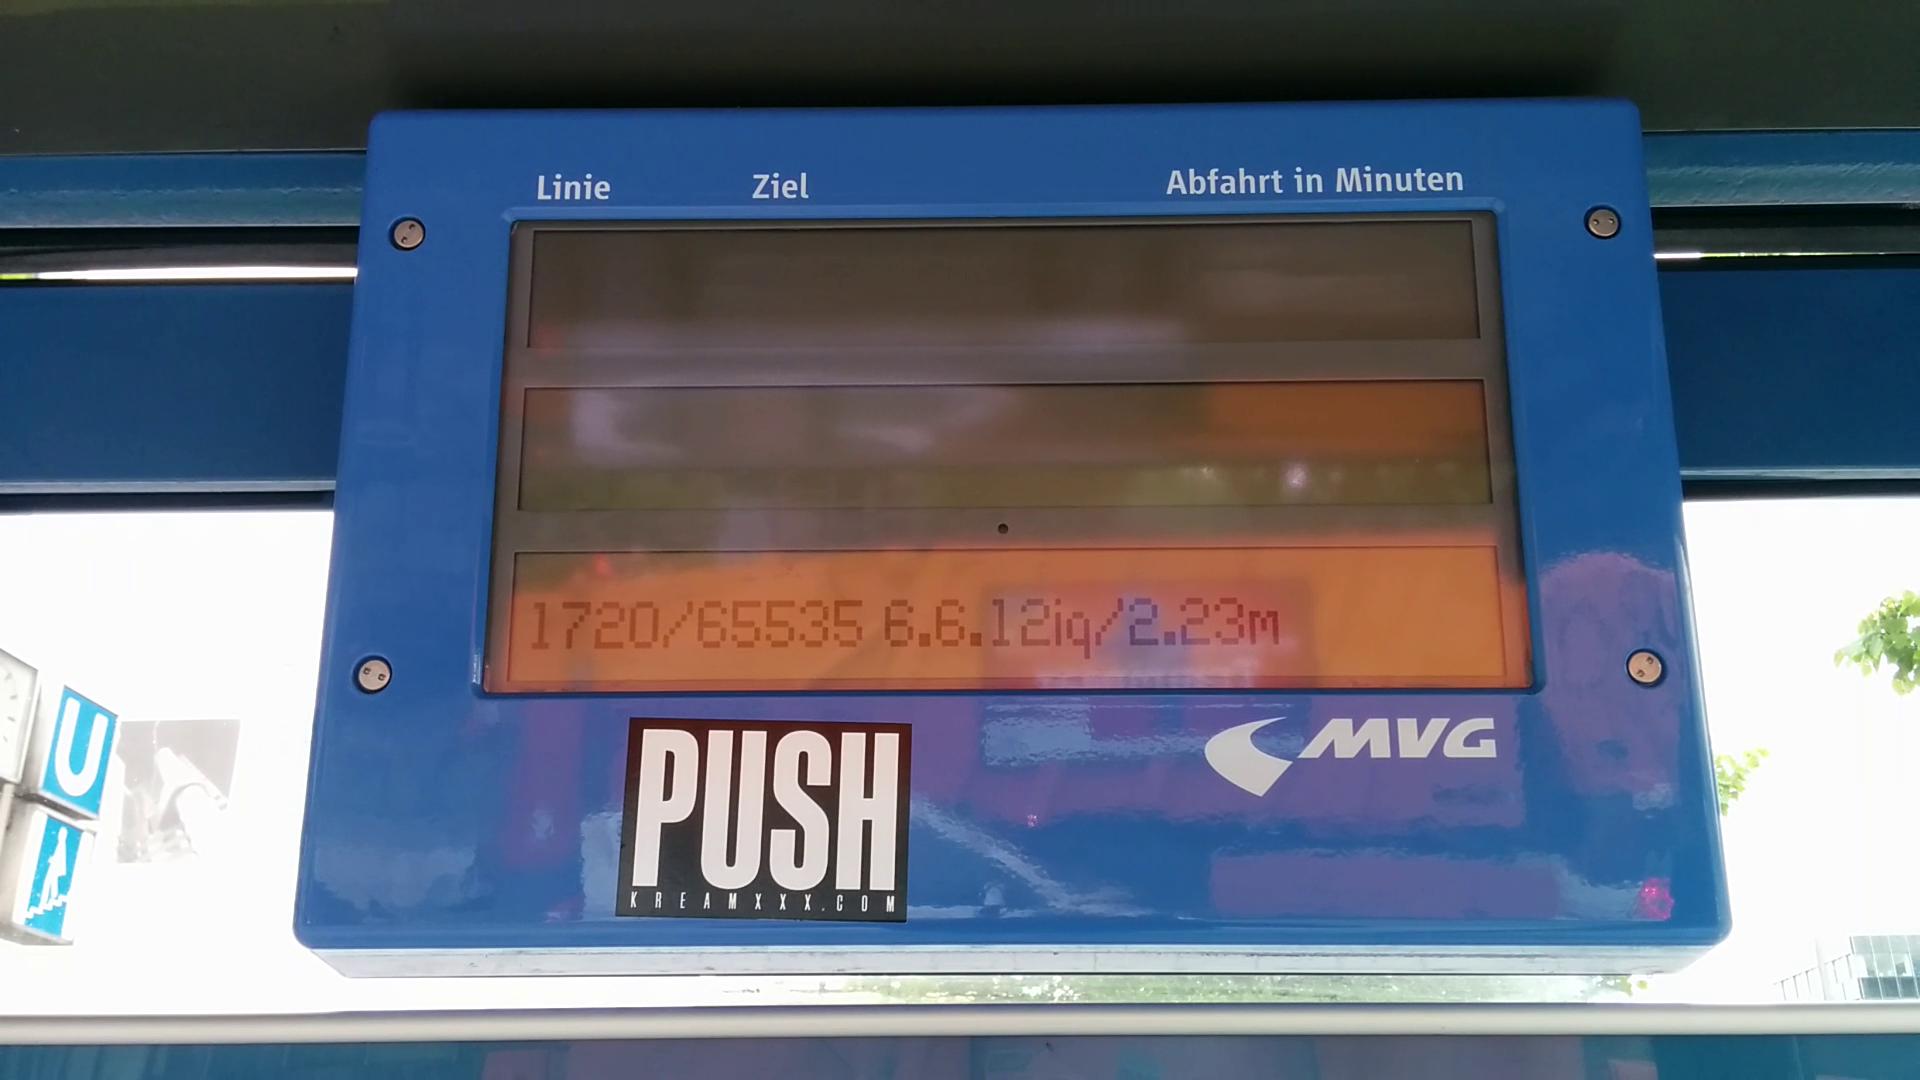 Linie Ziel Abfahrt in Minuten
1720/65535 6.6.12iq/2.23m
MVG
PUSH
KREAMXXX.COM
U